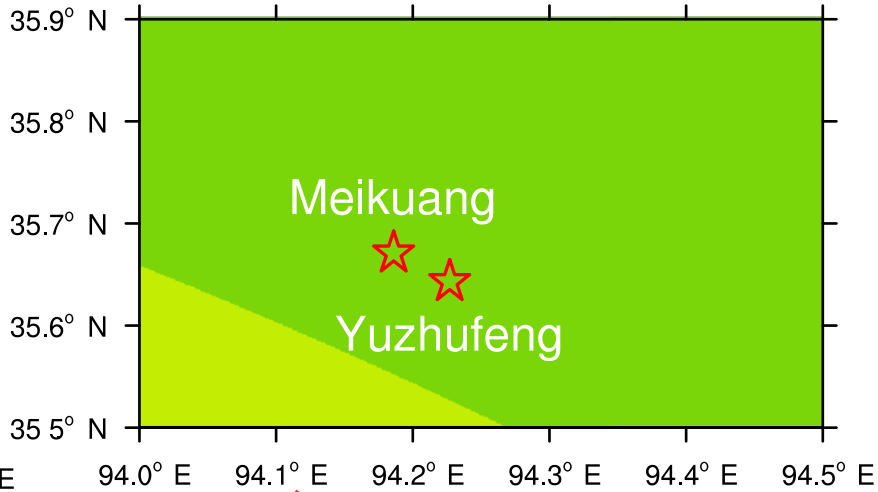 35.9° N
35.8° N
Meikuang
35.7° N
35.6° N
Yuzhufeng
35 5° N
E 94.0° E 94.1° E 94.2° E 94.3° E 94.4° E 94.5° E